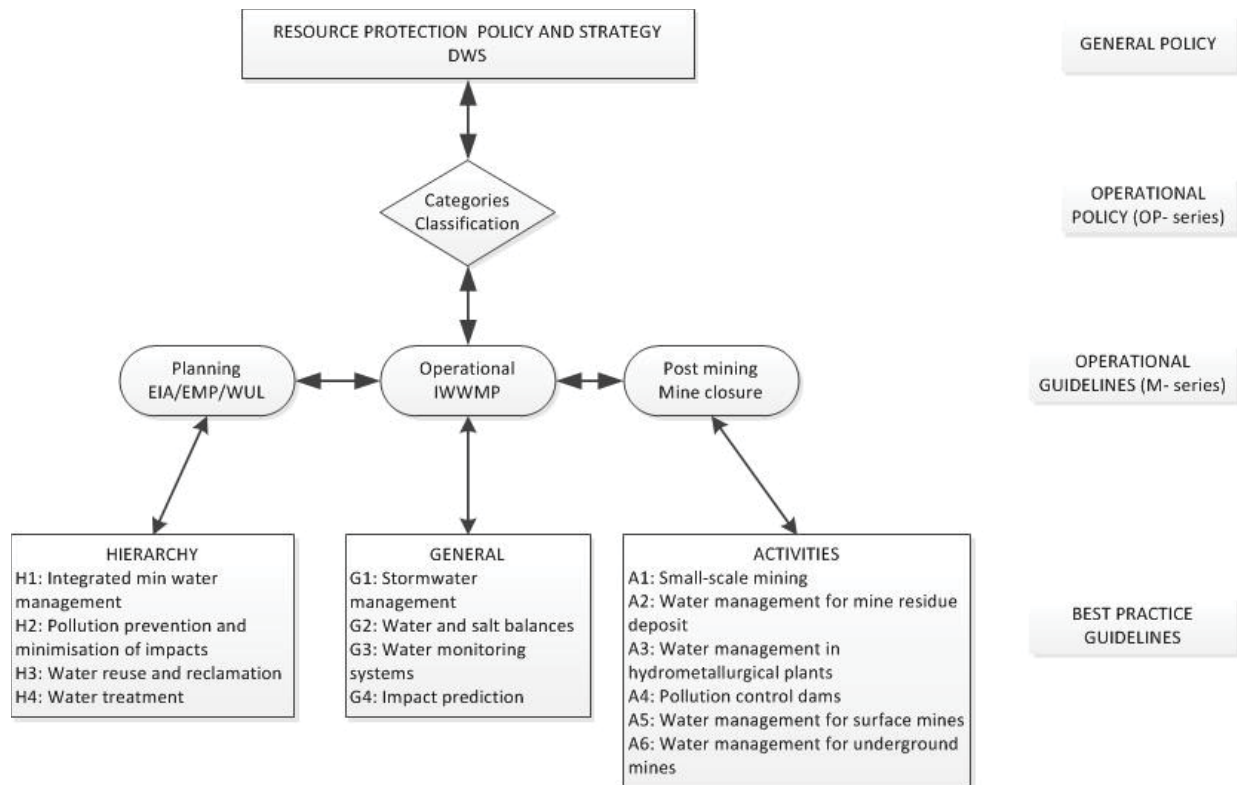 RESOURCE PROTECTION POLICY AND STRATEGY
DWS
GENERAL POLICY
Categories
Classification
OPERATIONAL
POLICY (OP- series)
Planning
EIA/EMP/WUL
Operational
IWWMP
Post mining
Mine closure
OPERATIONAL
GUIDELINES (M- series)
HIERARCHY
H1: Integrated min water
management
H2: Pollution prevention and
minimisation of impacts
H3: Water reuse and reclamation
H4: Water treatment
GENERAL
G1: Stormwater
management
G2: Water and salt balances
G3: Water monitoring
systems
G4: Impact prediction
ACTIVITIES
A1: Small-scale mining
A2: Water management for mine residue
deposit
A3: Water management in
hydrometallurgical plants
A4: Pollution control dams
A5: Water management for surface mines
A6: Water management for underground
mines
BEST PRACTICE
GUIDELINES